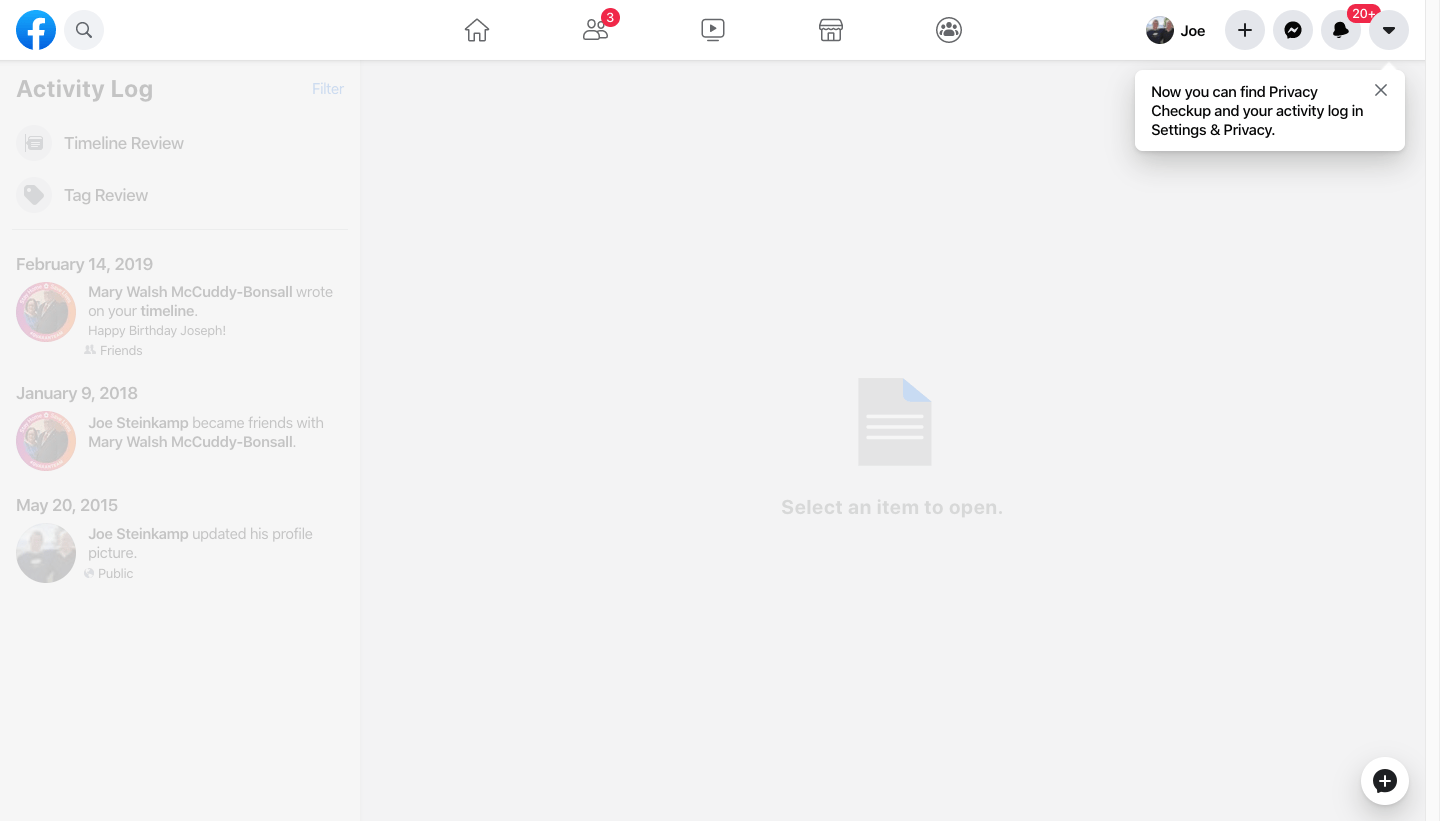 3
Joe
20+
Now you can find Privacy
Checkup and your activity log in
Settings & Privacy.
Activity Log
Filter
Timeline Review
Tag Review
February 14, 2019
Mary Walsh McCuddy-Bonsall wrote
on your timeline.
Happy Birthday Joseph!
Friends
January 9, 2018
Joe Steinkamp became friends with
Mary Walsh McCuddy-Bonsall.
May 20, 2015
Joe Steinkamp updated his profile
picture.
Public
Select an item to open.